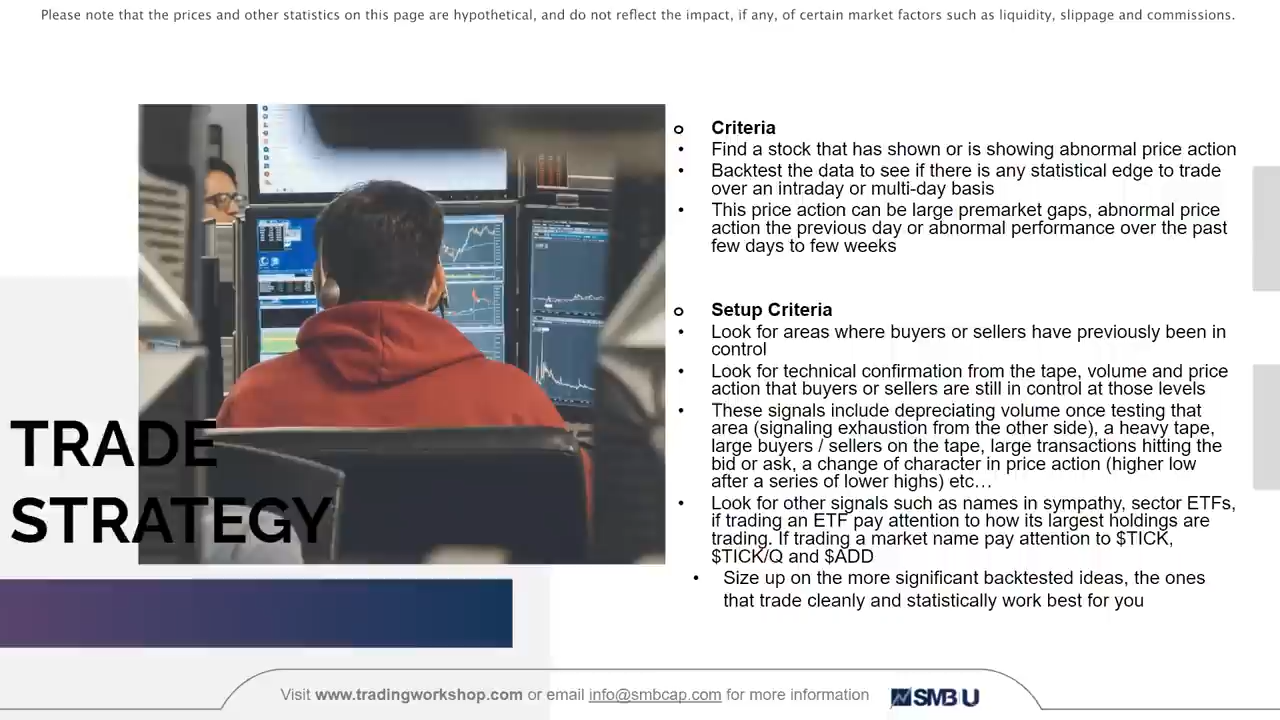 Please note that the prices and other statistics on this page are hypothetical, and do not reflect the impact, if any, of certain market factors such as liquidity, slippage and commissions.
TRADE
STRATEGY
Criteria
• Find a stock that has shown or is showing abnormal price action
• Backtest the data to see if there is any statistical edge to trade
over an intraday or multi-day basis
• This price action can be large premarket gaps, abnormal price
action the previous day or abnormal performance over the past
few days to few weeks
Setup Criteria
• Look for areas where buyers or sellers have previously been in
control
• Look for technical confirmation from the tape, volume and price
action that buyers or sellers are still in control at those levels
• These signals include depreciating volume once testing that
area (signaling exhaustion from the other side), a heavy tape,
large buyers / sellers on the tape, large transactions hitting the
bid or ask, a change of character in price action (higher low
after a series of lower highs) etc…
• Look for other signals such as names in sympathy, sector ETFs,
if trading an ETF pay attention to how its largest holdings are
trading. If trading a market name pay attention to $TICK,
$TICK/Q and $ADD
• Size up on the more significant backtested ideas, the ones
that trade cleanly and statistically work best for you
Visit www.tradingworkshop.com or email info@smbcap.com for more information
SMB U